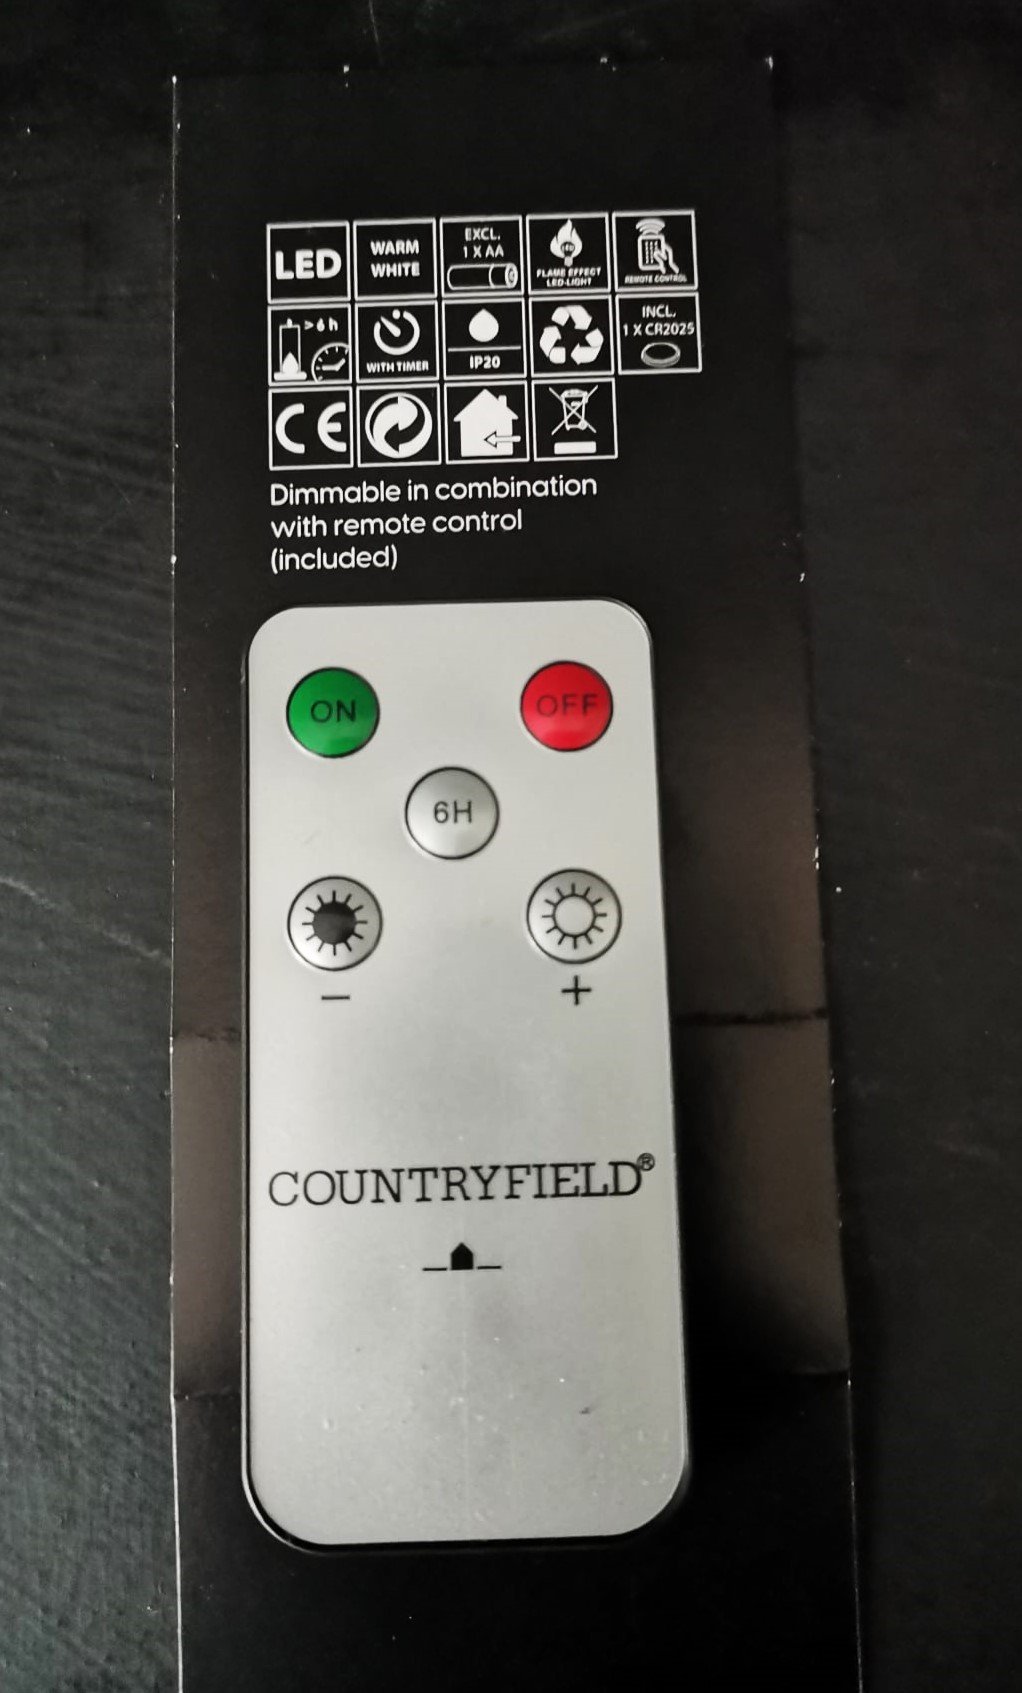 LED
WARM
WHITE
EXCL.
1 X AA
FLAME EFFECT
LED-LIGHT
REMOTE CONTROL
>6h
WITH TIMER
IP20
INCL.
1 X CR2025
CE
Dimmable in combination
with remote control
(included)
ON
OFF
6H
−
+
COUNTRYFIELD®